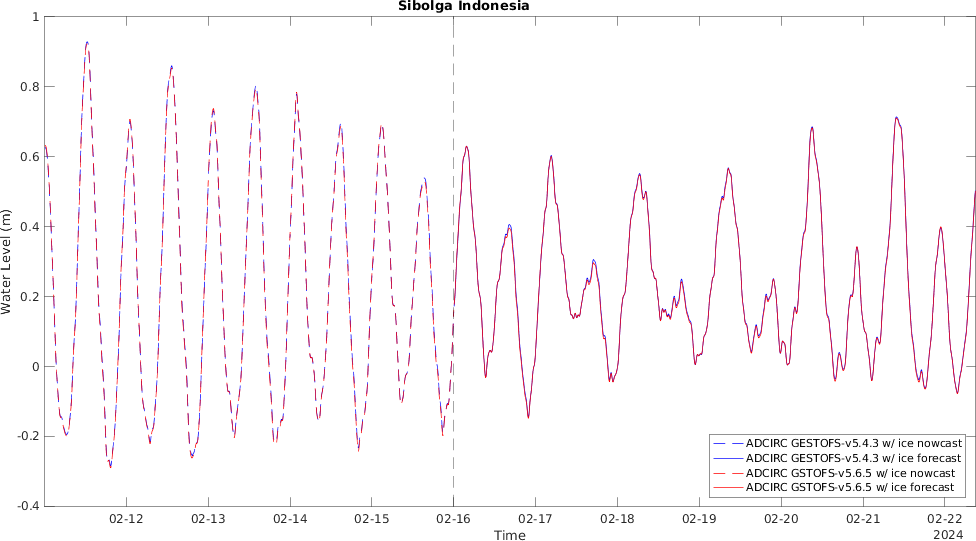 Sibolga Indonesia
1
0.8
0.6
0.4
0.2
0
-0.2
-0.4
Water Level (m)
ADCIRC GESTOFS-v5.4.3 w/ ice nowcast
ADCIRC GESTOFS-v5.4.3 w/ ice forecast
ADCIRC GSTOFS-v5.6.5 w/ ice nowcast
ADCIRC GSTOFS-v5.6.5 w/ ice forecast
02-12 02-13 02-14 02-15 02-16 02-17 02-18 02-19 02-20 02-21 02-22
Time 2024